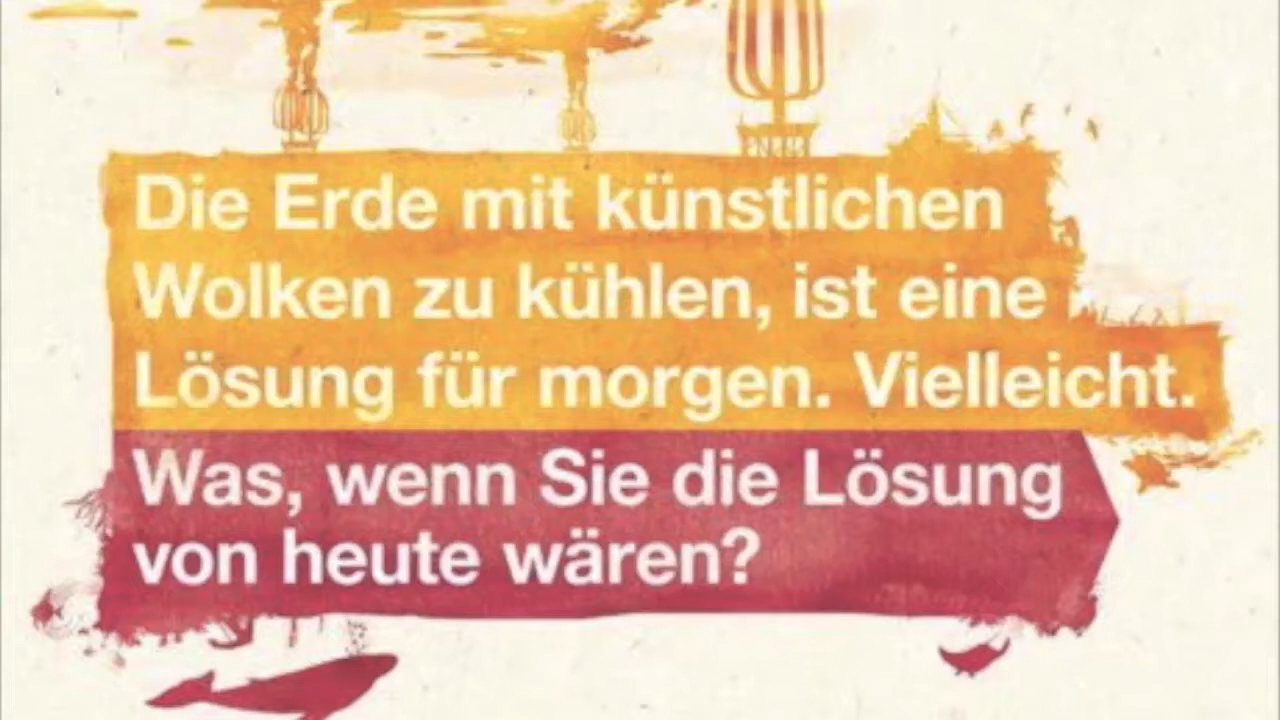 Die Erde mit künstlichen
Wolken zu kühlen, ist eine
Lösung für morgen. Vielleicht.
Was, wenn Sie die Lösung
von heute wären?